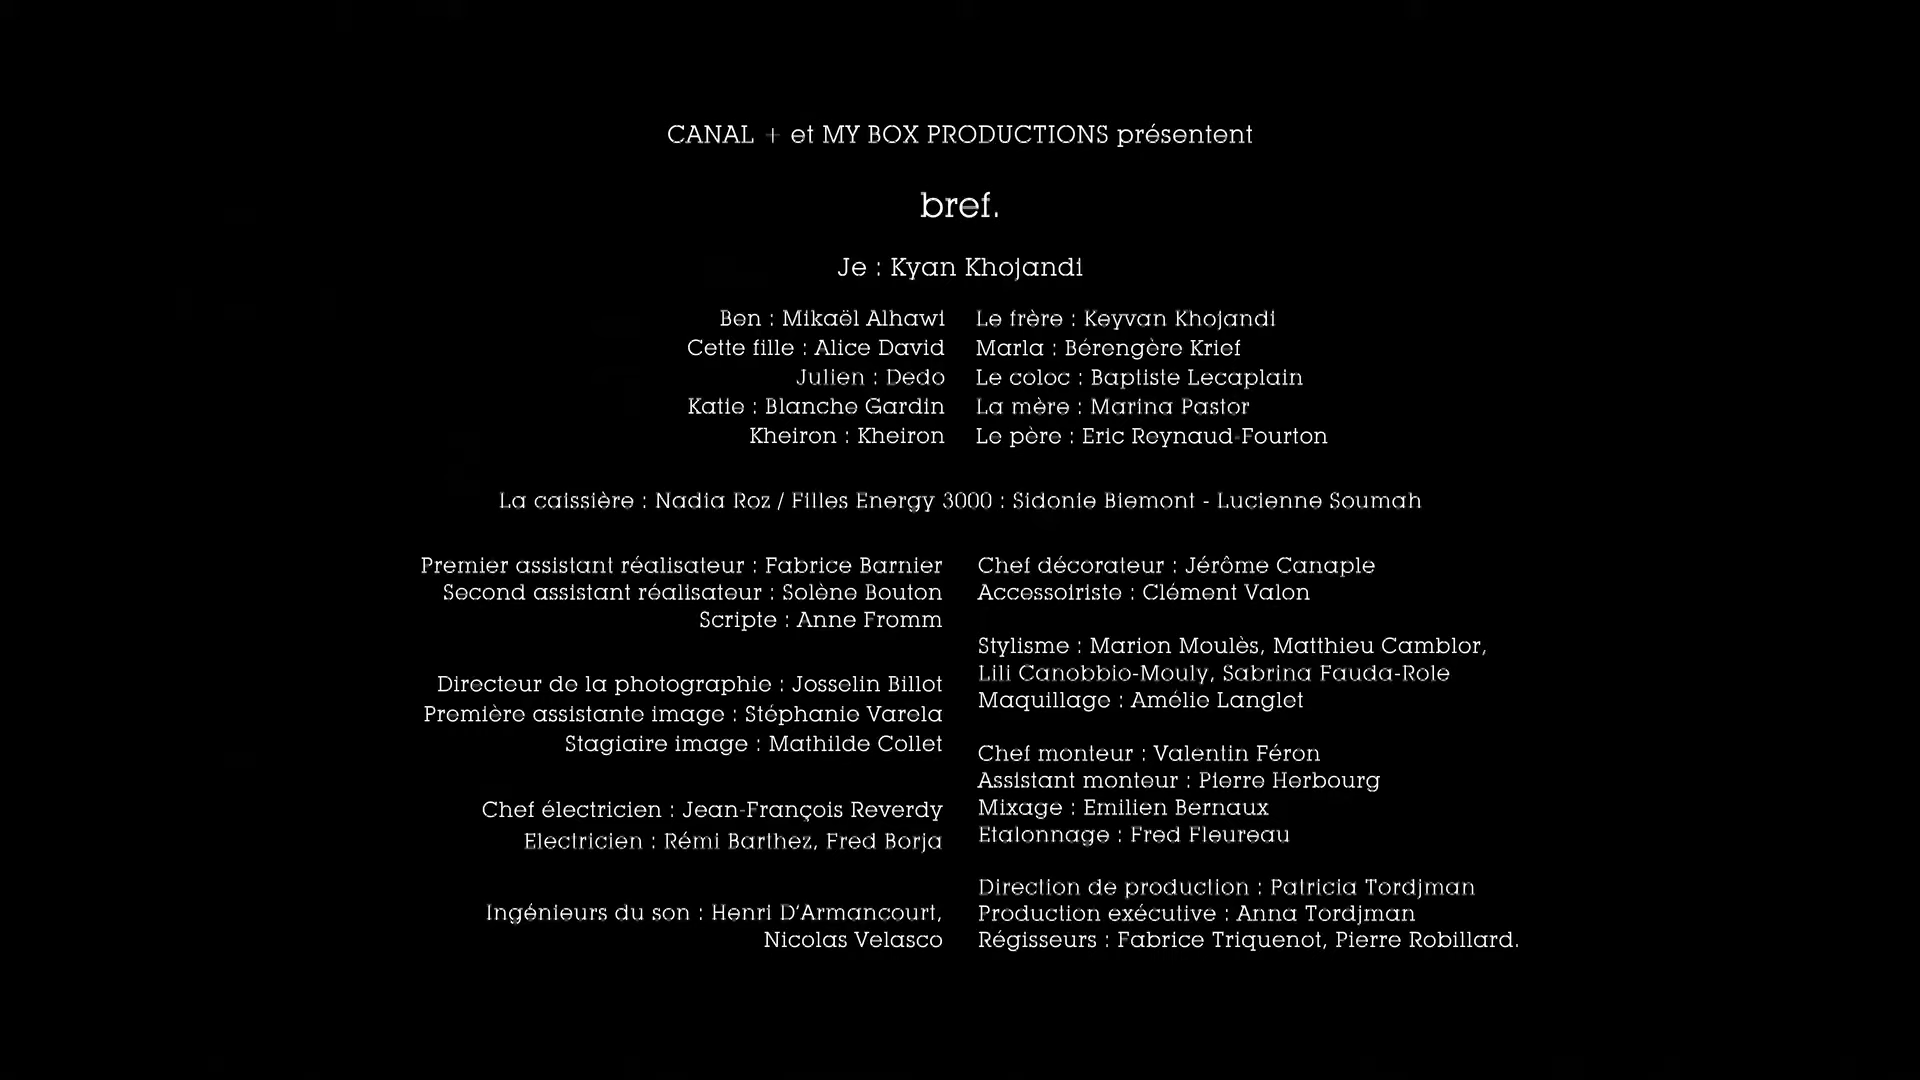 CANAL + et MY BOX PRODUCTIONS présentent
bref.
Je : Kyan Khojandi
Ben : Mikaël Alhawi
Cette fille : Alice David
Julien : Dedo
Katie : Blanche Gardin
Kheiron : Kheiron
Le frère : Keyvan Khojandi
Marla : Bérengère Krief
Le coloc : Baptiste Lecaplain
La mère : Marina Pastor
Le père : Eric Reynaud-Fourton
La caissière : Nadia Roz / Filles Energy 3000 : Sidonie Biemont - Lucienne Soumah
Premier assistant réalisateur : Fabrice Barnier
Second assistant réalisateur : Solène Bouton
Scripte : Anne Fromm
Directeur de la photographie : Josselin Billot
Première assistante image : Stéphanie Varela
Stagiaire image : Mathilde Collet
Chef électricien : Jean-François Reverdy
Electricien : Rémi Barthez, Fred Borja
Ingénieurs du son : Henri D'Armancourt,
Nicolas Velasco
Chef décorateur : Jérôme Canaple
Accessoiriste : Clément Valon
Stylisme : Marion Moulès, Matthieu Camblor,
Lili Canobbio-Mouly, Sabrina Fauda-Role
Maquillage : Amélie Langlet
Chef monteur : Valentin Féron
Assistant monteur : Pierre Herbourg
Mixage : Emilien Bernaux
Etalonnage : Fred Fleureau
Direction de production : Patricia Tordjman
Production exécutive : Anna Tordjman
Régisseurs : Fabrice Triquenot, Pierre Robillard.